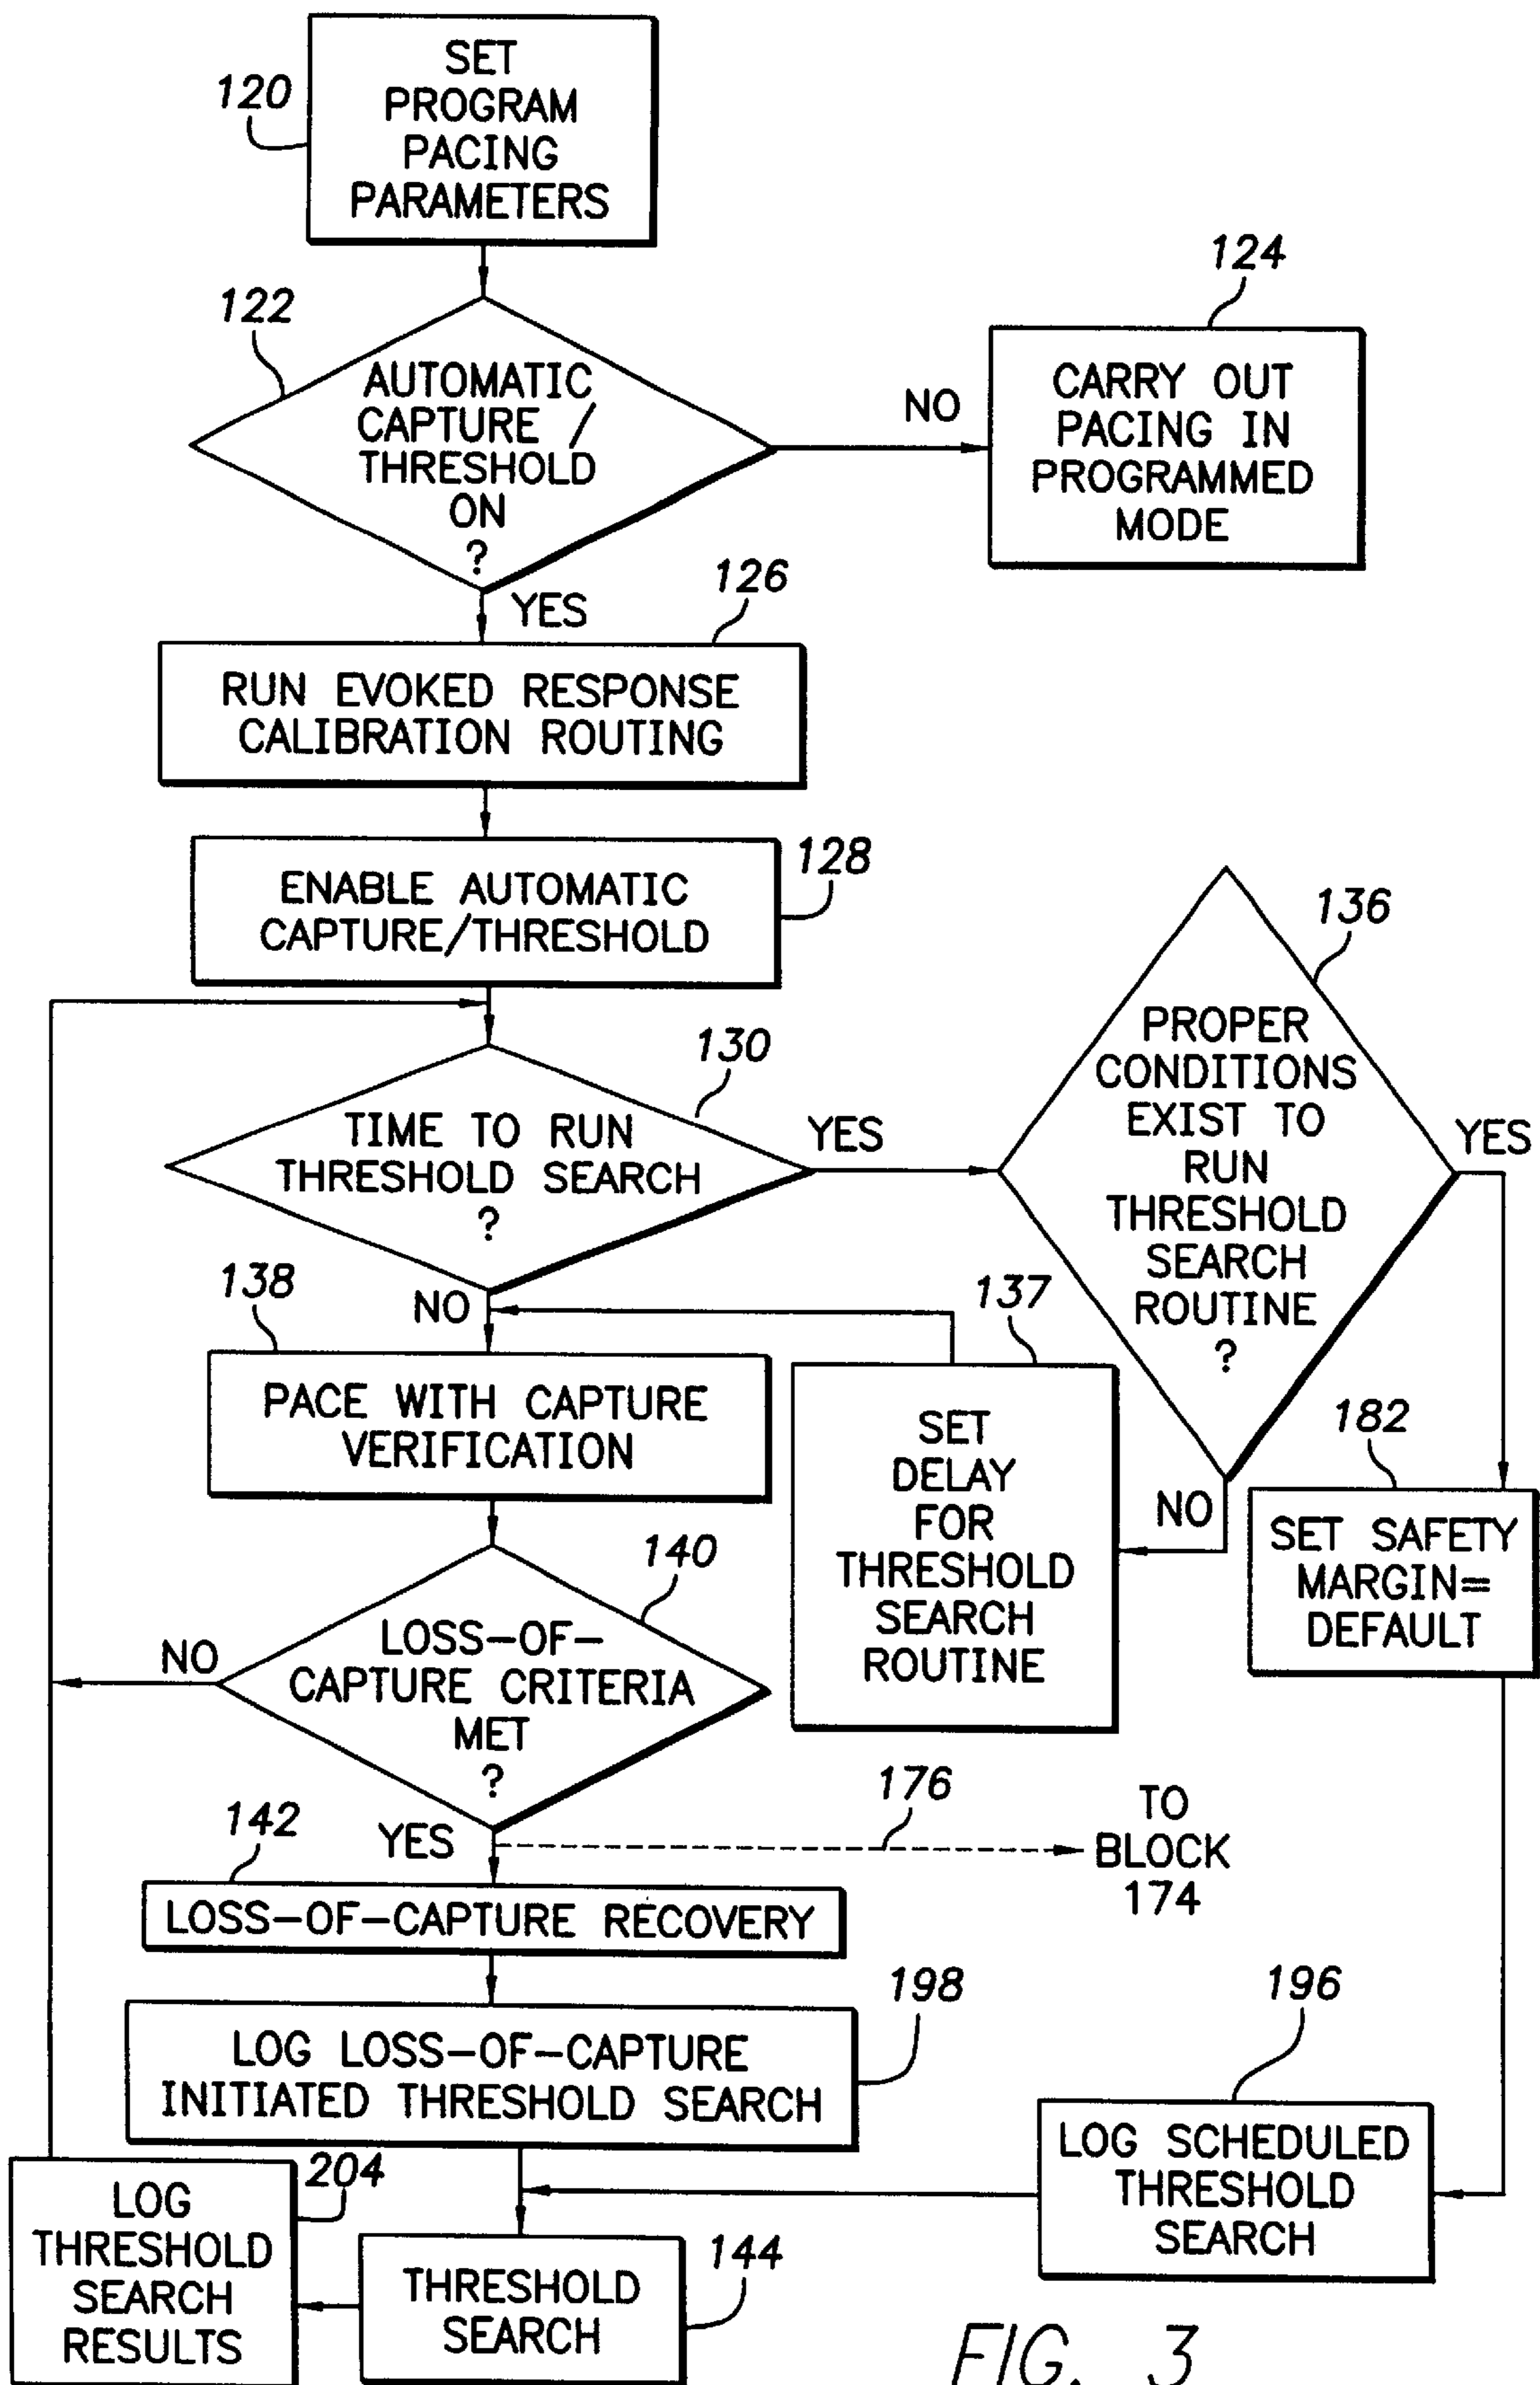 120
SET
PROGRAM
PACING
PARAMETERS
122
AUTOMATIC
CAPTURE /
THRESHOLD
ON
?
NO
124
CARRY OUT
PACING IN
PROGRAMMED
MODE
YES
126
RUN EVOKED RESPONSE
CALIBRATION ROUTING
128
ENABLE AUTOMATIC
CAPTURE/THRESHOLD
130
TIME TO RUN
THRESHOLD SEARCH
?
YES
136
PROPER
CONDITIONS
EXIST TO
RUN
THRESHOLD
SEARCH
ROUTINE
?
YES
NO
138
PACE WITH CAPTURE
VERIFICATION
137
SET
DELAY
FOR
THRESHOLD
SEARCH
ROUTINE
NO
182
SET SAFETY
MARGIN=
DEFAULT
140
LOSS-OF-
CAPTURE CRITERIA
MET
?
NO
YES
176
TO
BLOCK
174
142
LOSS-OF-CAPTURE RECOVERY
198
LOG LOSS-OF-CAPTURE
INITIATED THRESHOLD SEARCH
196
LOG SCHEDULED
THRESHOLD
SEARCH
204
LOG
THRESHOLD
SEARCH
RESULTS
144
THRESHOLD
SEARCH
FIG. 3